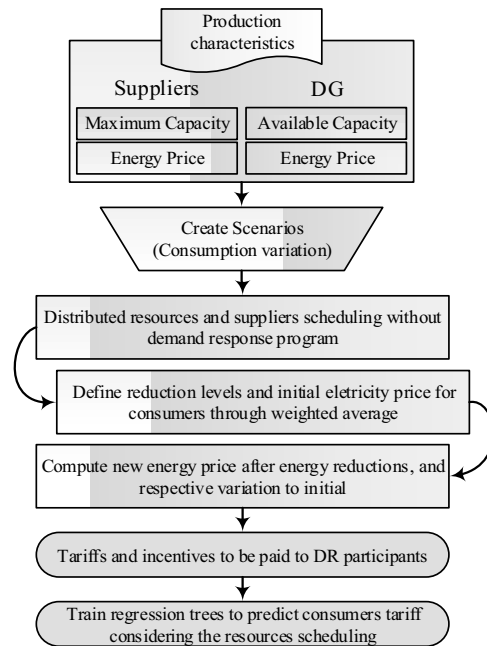 Production
characteristics
Suppliers
DG
Maximum Capacity
Available Capacity
Energy Price
Energy Price
Create Scenarios
(Consumption variation)
Distributed resources and suppliers scheduling without
demand response program
Define reduction levels and initial eletricity price for
consumers through weighted average
Compute new energy price after energy reductions, and
respective variation to initial
Tariffs and incentives to be paid to DR participants
Train regression trees to predict consumers tariff
considering the resources scheduling